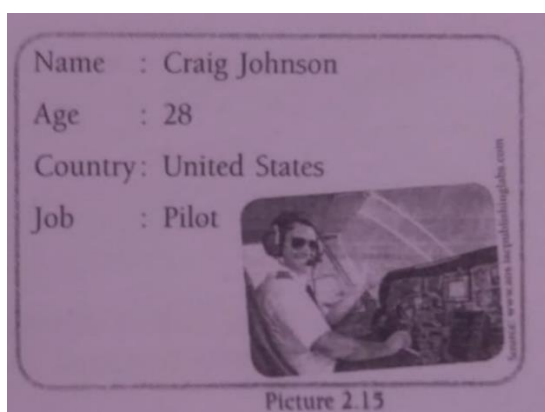 Name : Craig Johnson
Age : 28
Country : United States
Job : Pilot
Picture 2.15